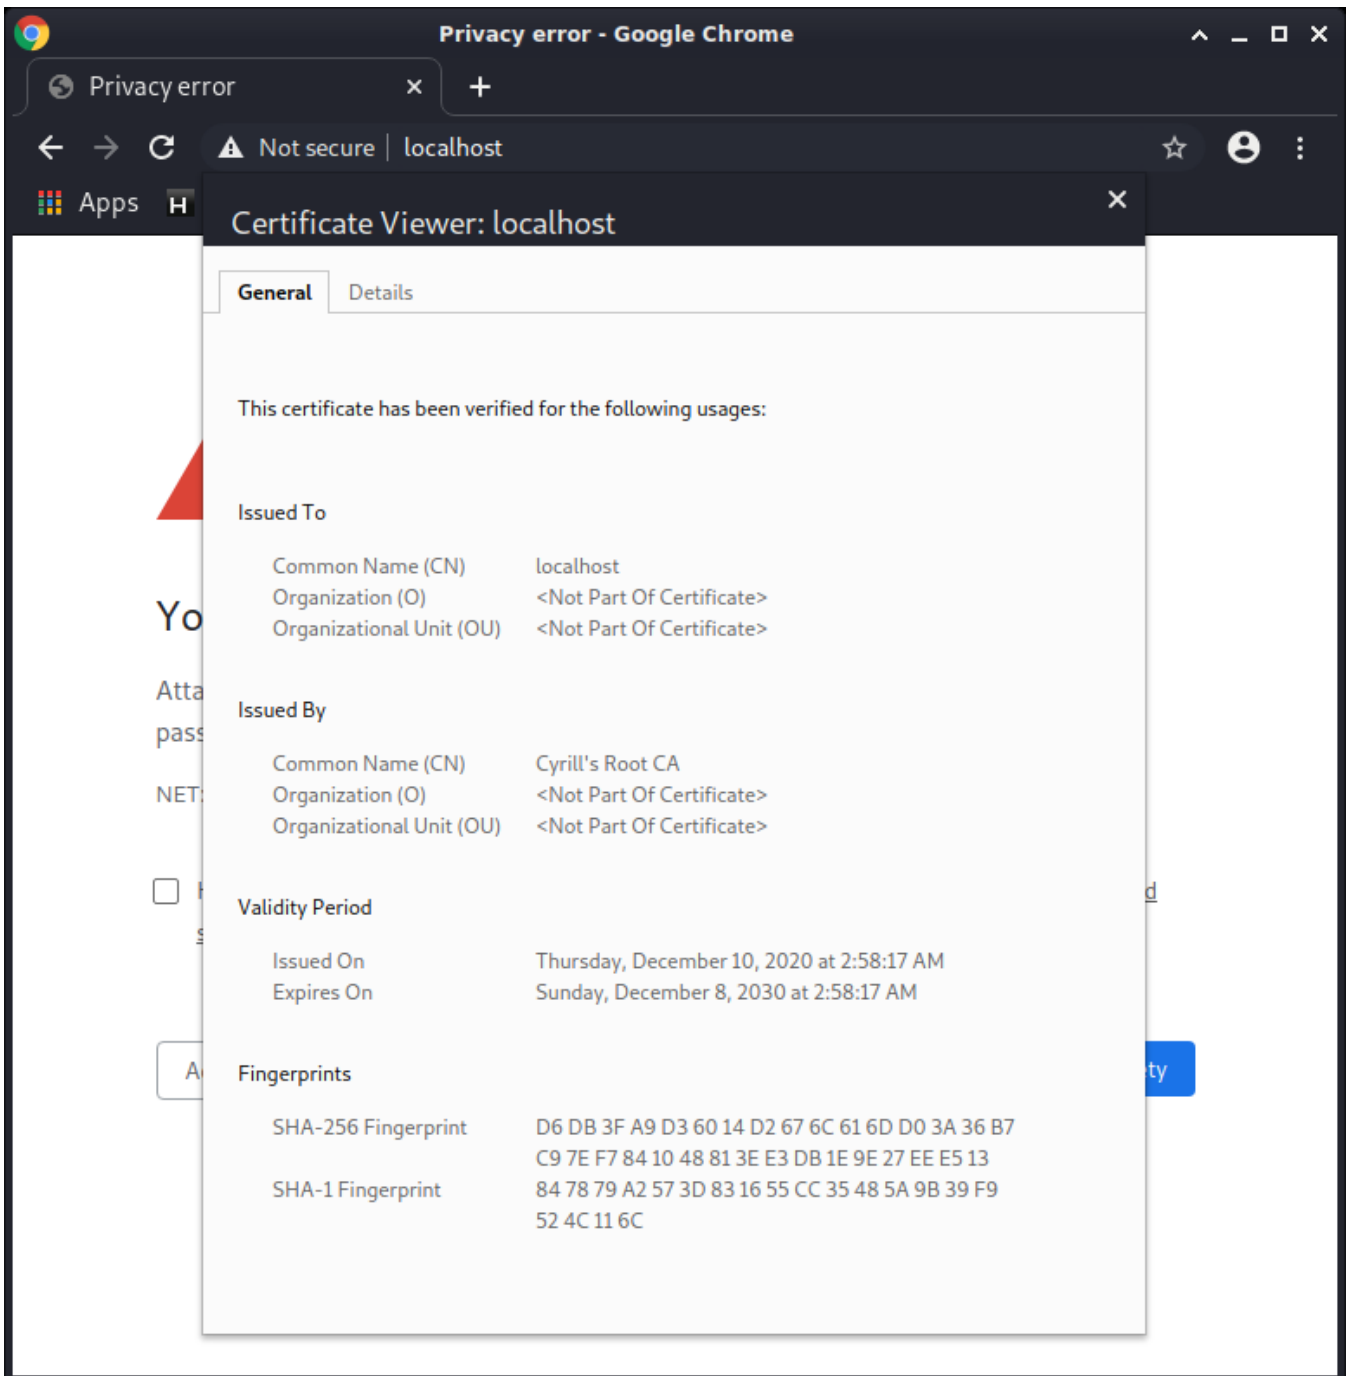 Privacy error - Google Chrome
Privacy error
Not secure localhost
Apps H
Certificate Viewer: localhost
General Details
This certificate has been verified for the following usages:
Issued To
Common Name (CN) localhost
Organization (O) <Not Part Of Certificate>
Organizational Unit (OU) <Not Part Of Certificate>
Yo
Atta
Issued By
pass
Common Name (CN) Cyrill's Root CA
NET:
Organization (O) <Not Part Of Certificate>
Organizational Unit (OU) <Not Part Of Certificate>
d
Validity Period
s
Issued On Thursday, December 10, 2020 at 2:58:17 AM
Expires On Sunday, December 8, 2030 at 2:58:17 AM
A
ty
Fingerprints
SHA-256 Fingerprint D6 DB 3F A9 D3 60 14 D2 67 6C 61 6D D0 3A 36 B7
C9 7E F7 84 10 48 81 3E E3 DB 1E 9E 27 EE E5 13
SHA-1 Fingerprint 84 78 79 A2 57 3D 83 16 55 CC 35 48 5A 9B 39 F9
52 4C 11 6C